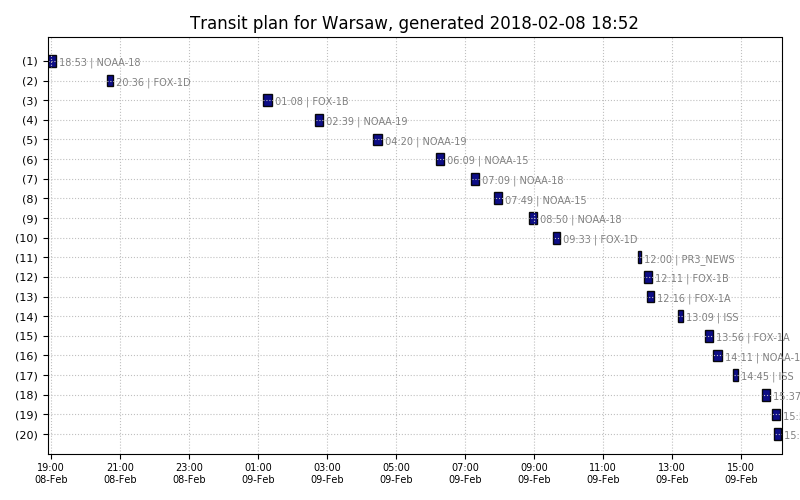 Transit plan for Warsaw, generated 2018-02-08 18:52
(1) 18:53 | NOAA-18
(2) 20:36 | FOX-1D
(3) 01:08 | FOX-1B
(4) 02:39 | NOAA-19
(5) 04:20 | NOAA-19
(6) 06:09 | NOAA-15
(7) 07:09 | NOAA-18
(8) 07:49 | NOAA-15
(9) 08:50 | NOAA-18
(10) 09:33 | FOX-1D
(11) 12:00 | PR3_NEWS
(12) 12:11 | FOX-1B
(13) 12:16 | FOX-1A
(14) 13:09 | ISS
(15) 13:56 | FOX-1A
(16) 14:11 | NOAA-1
(17) 14:45 | ISS
(18) 15:37
(19) 15:
(20) 15:
19:00 21:00 23:00 01:00 03:00 05:00 07:00 09:00 11:00 13:00 15:00
08-Feb 08-Feb 08-Feb 09-Feb 09-Feb 09-Feb 09-Feb 09-Feb 09-Feb 09-Feb 09-Feb